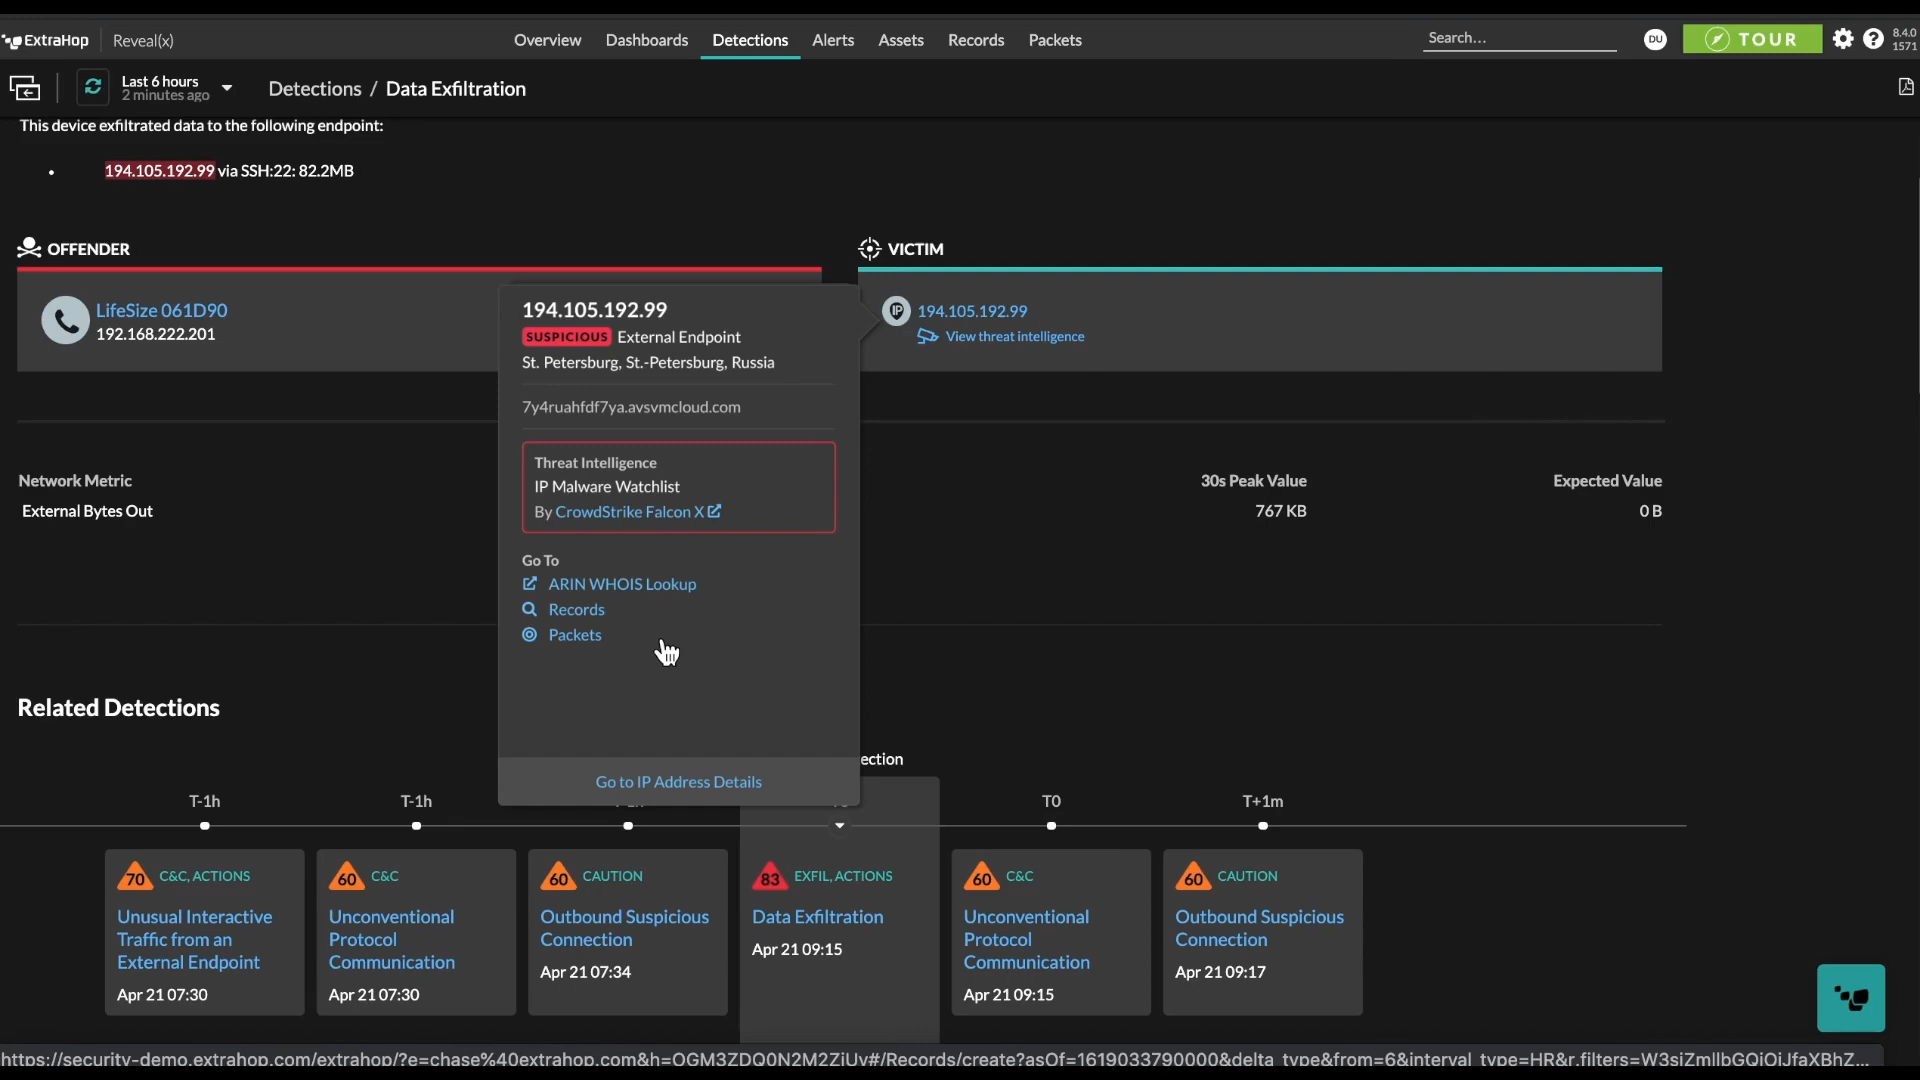 ExtraHop Reveal(x) Overview Dashboards Detections Alerts Assets Records Packets Search... DU TOUR ? 8.4.0
1571
Last 6 hours
2 minutes ago
Detections / Data Exfiltration
This device exfiltrated data to the following endpoint:
• 194.105.192.99 via SSH:22: 82.2MB
OFFENDER
LifeSize 061D90
192.168.222.201
VICTIM
IP 194.105.192.99
View threat intelligence
194.105.192.99
SUSPICIOUS External Endpoint
St. Petersburg, St.-Petersburg, Russia
7y4ruahfdf7ya.avsvmcloud.com
Threat Intelligence
IP Malware Watchlist
By CrowdStrike Falcon X
Go To
ARIN WHOIS Lookup
Records
Packets
Go to IP Address Details
Network Metric 30s Peak Value Expected Value
External Bytes Out 767 KB 0 B
Related Detections
ection
T-1h T-1h T0 T+1m
70 C&C, ACTIONS
Unusual Interactive
Traffic from an
External Endpoint
Apr 21 07:30
60 C&C
Unconventional
Protocol
Communication
Apr 21 07:30
60 CAUTION
Outbound Suspicious
Connection
Apr 21 07:34
83 EXFIL, ACTIONS
Data Exfiltration
Apr 21 09:15
60 C&C
Unconventional
Protocol
Communication
Apr 21 09:15
60 CAUTION
Outbound Suspicious
Connection
Apr 21 09:17
https://security-demo.extrahop.com/extrahop/?e=chase%40extrahop.com&h=OGM3ZDQ0N2M2ZiUv#/Records/create?asOf=1619033790000&delta_type&from=6&interval_type=HR&r.filters=W3siZmllbGQiOiJfaXBhZ...